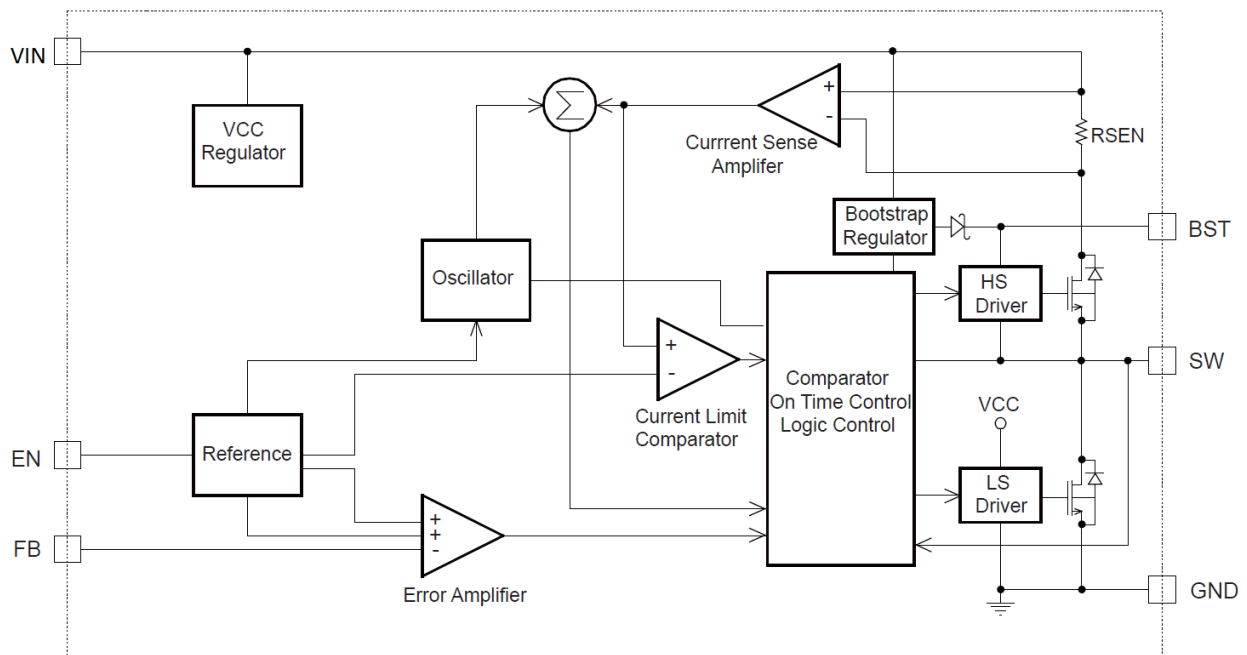 VIN
VCC
Regulator
Σ
+
-
Currrent Sense
Amplifer
RSEN
Bootstrap
Regulator
BST
Oscillator
HS
Driver
+
-
Current Limit
Comparator
Comparator
On Time Control
Logic Control
SW
VCC
EN
Reference
LS
Driver
FB
+
+
-
Error Amplifier
GND